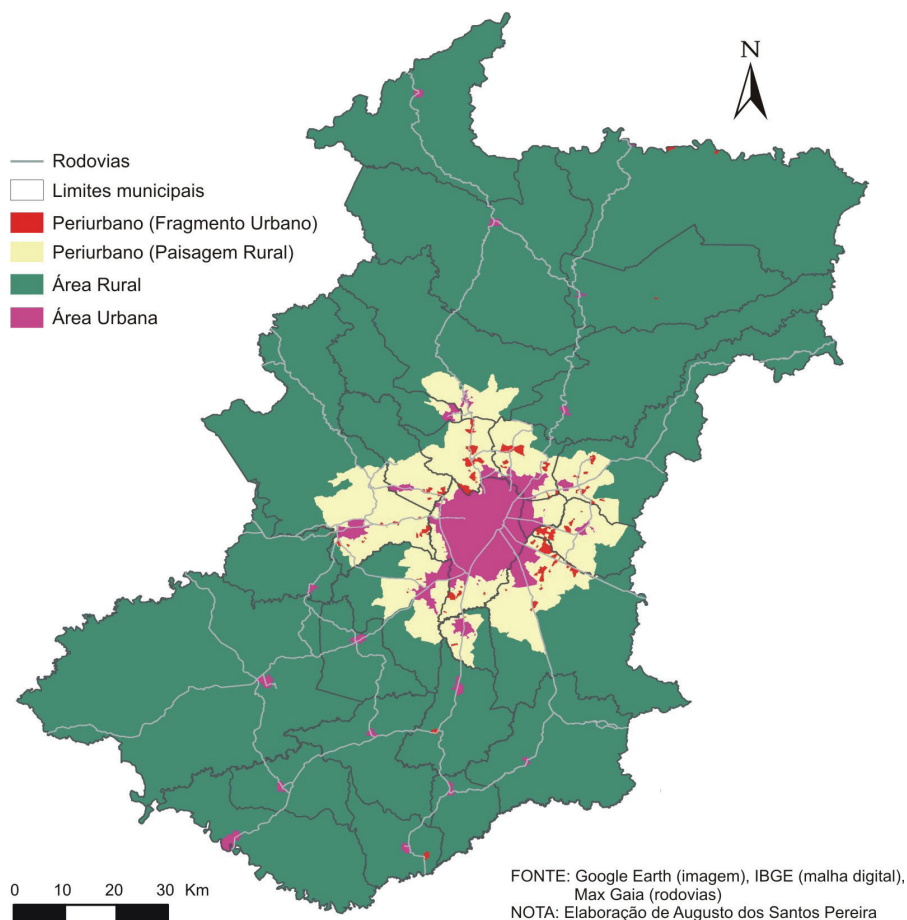 N
Rodovias
Limites municipais
Periurbano (Fragmento Urbano)
Periurbano (Paisagem Rural)
Área Rural
Área Urbana
0 10 20 30 Km
FONTE: Google Earth (imagem), IBGE (malha digital),
Max Gaia (rodovias)
NOTA: Elaboração de Augusto dos Santos Pereira